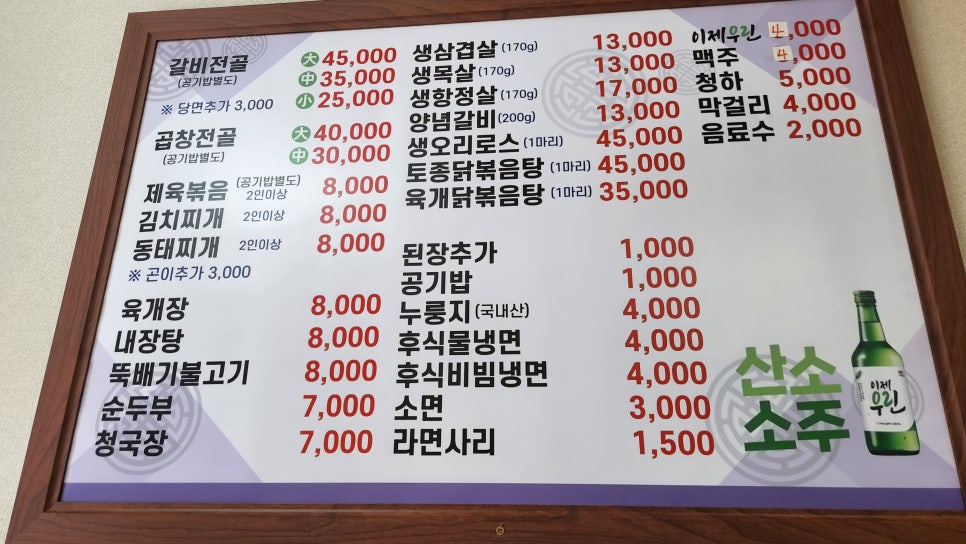 갈비전골 大 45,000
(공기밥별도) 中 35,000
※ 당면추가 3,000 小 25,000
곱창전골 大 40,000
(공기밥별도) 中 30,000
제육볶음 (공기밥별도) 2인이상 8,000
김치찌개 2인이상 8,000
동태찌개 2인이상 8,000
※ 곤이추가 3,000
육개장 8,000
내장탕 8,000
뚝배기불고기 8,000
순두부 7,000
청국장 7,000
생삼겹살 (170g) 13,000
생목살 (170g) 13,000
생항정살 (170g) 17,000
양념갈비 (200g) 13,000
생오리로스 (1마리) 45,000
토종닭볶음탕 (1마리) 45,000
육개닭볶음탕 (1마리) 35,000
된장추가 1,000
공기밥 1,000
누룽지 (국내산) 4,000
후식물냉면 4,000
후식비빔냉면 4,000
소면 3,000
라면사리 1,500
이제우린 4,000
맥주 4,000
청하 5,000
막걸리 4,000
음료수 2,000
산소
소주
이제
우린